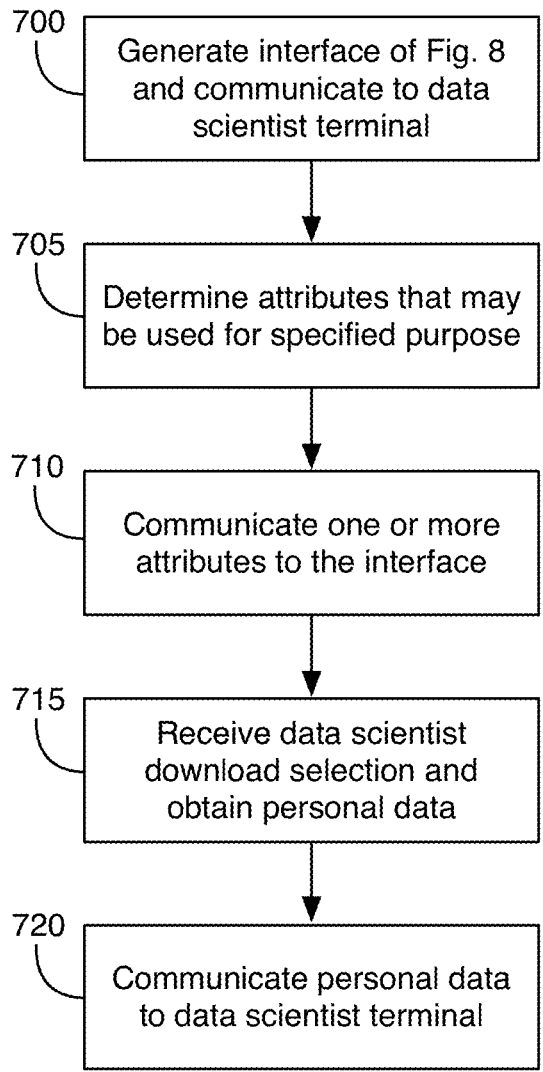 700
Generate interface of Fig. 8
and communicate to data
scientist terminal
705
Determine attributes that may
be used for specified purpose
710
Communicate one or more
attributes to the interface
715
Receive data scientist
download selection and
obtain personal data
720
Communicate personal data
to data scientist terminal